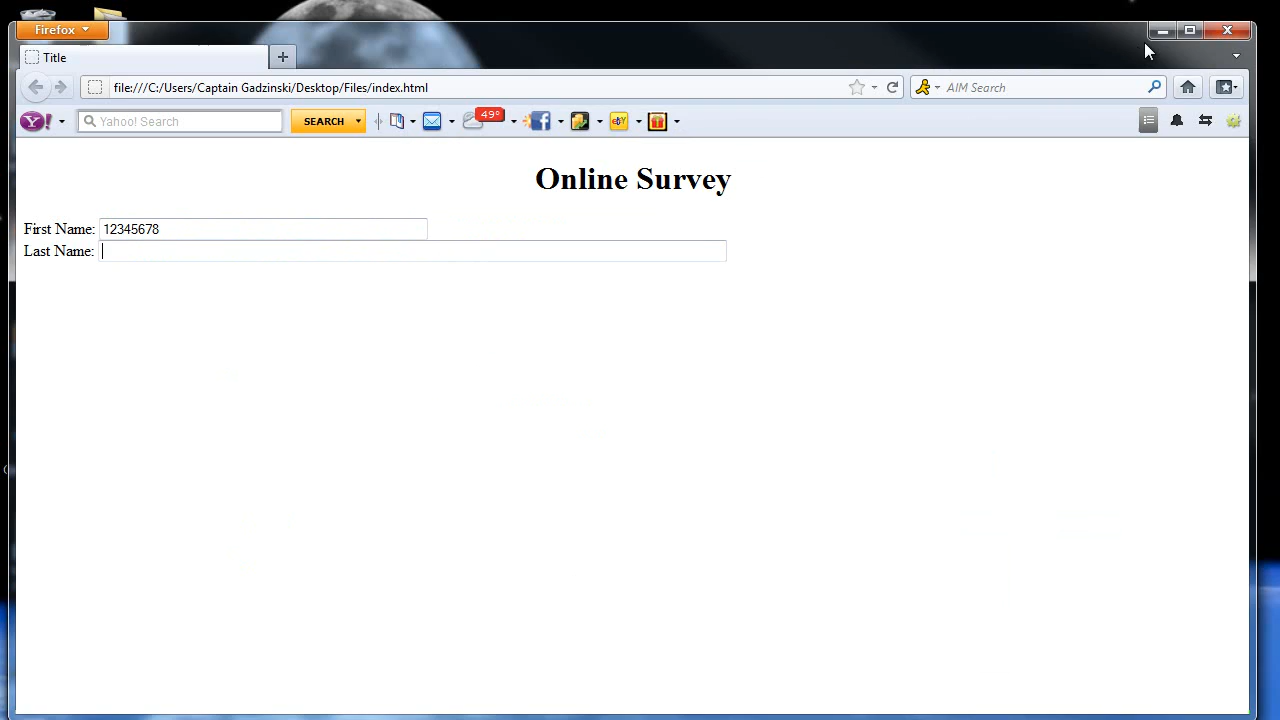 Firefox
Title
file:///C:/Users/Captain Gadzinski/Desktop/Files/index.html
AIM Search
Y!
Yahoo! Search
SEARCH
49°
ebY
Online Survey
First Name: 12345678
Last Name: